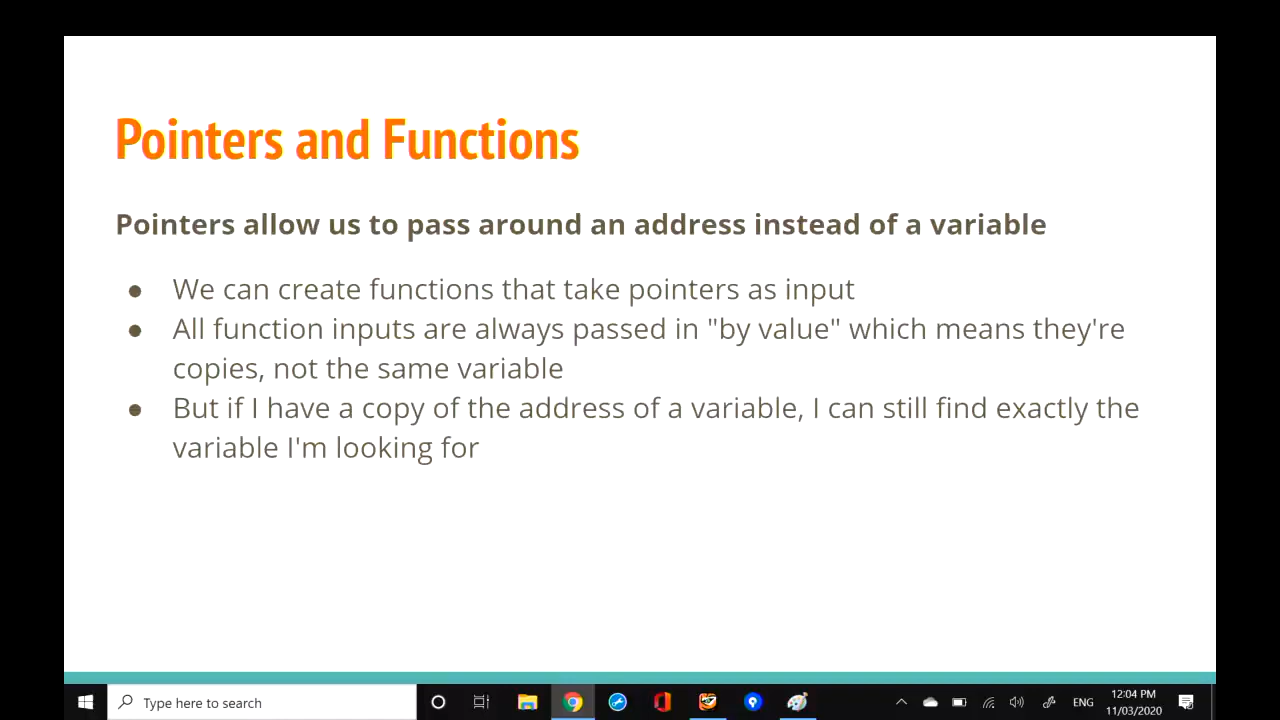 Pointers and Functions
Pointers allow us to pass around an address instead of a variable
● We can create functions that take pointers as input
● All function inputs are always passed in "by value" which means they're
copies, not the same variable
● But if I have a copy of the address of a variable, I can still find exactly the
variable I'm looking for
Type here to search
ENG
12:04 PM
11/03/2020